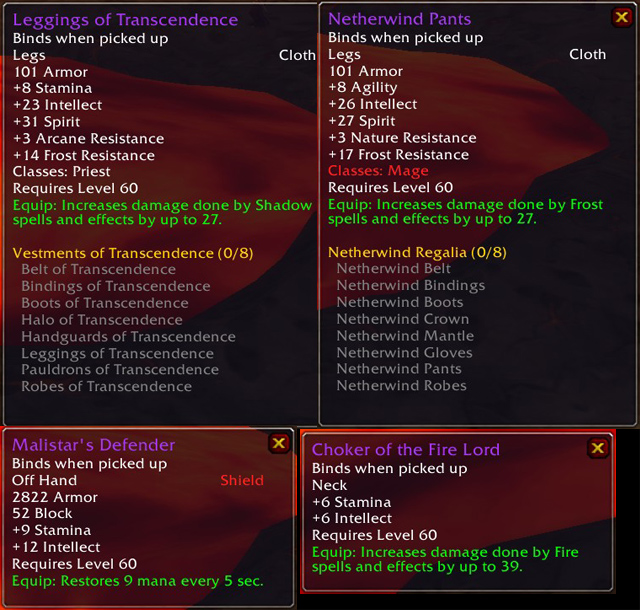 Leggings of Transcendence
Binds when picked up
Legs Cloth
101 Armor
+8 Stamina
+23 Intellect
+31 Spirit
+3 Arcane Resistance
+14 Frost Resistance
Classes: Priest
Requires Level 60
Equip: Increases damage done by Shadow
spells and effects by up to 27.
Vestments of Transcendence (0/8)
Belt of Transcendence
Bindings of Transcendence
Boots of Transcendence
Halo of Transcendence
Handguards of Transcendence
Leggings of Transcendence
Pauldrons of Transcendence
Robes of Transcendence
Netherwind Pants
Binds when picked up
Legs Cloth
101 Armor
+8 Agility
+26 Intellect
+27 Spirit
+3 Nature Resistance
+17 Frost Resistance
Classes: Mage
Requires Level 60
Equip: Increases damage done by Frost
spells and effects by up to 27.
Netherwind Regalia (0/8)
Netherwind Belt
Netherwind Bindings
Netherwind Boots
Netherwind Crown
Netherwind Mantle
Netherwind Gloves
Netherwind Pants
Netherwind Robes
Malistar's Defender
Binds when picked up
Off Hand Shield
2822 Armor
52 Block
+9 Stamina
+12 Intellect
Requires Level 60
Equip: Restores 9 mana every 5 sec.
Choker of the Fire Lord
Binds when picked up
Neck
+6 Stamina
+6 Intellect
Requires Level 60
Equip: Increases damage done by Fire
spells and effects by up to 39.